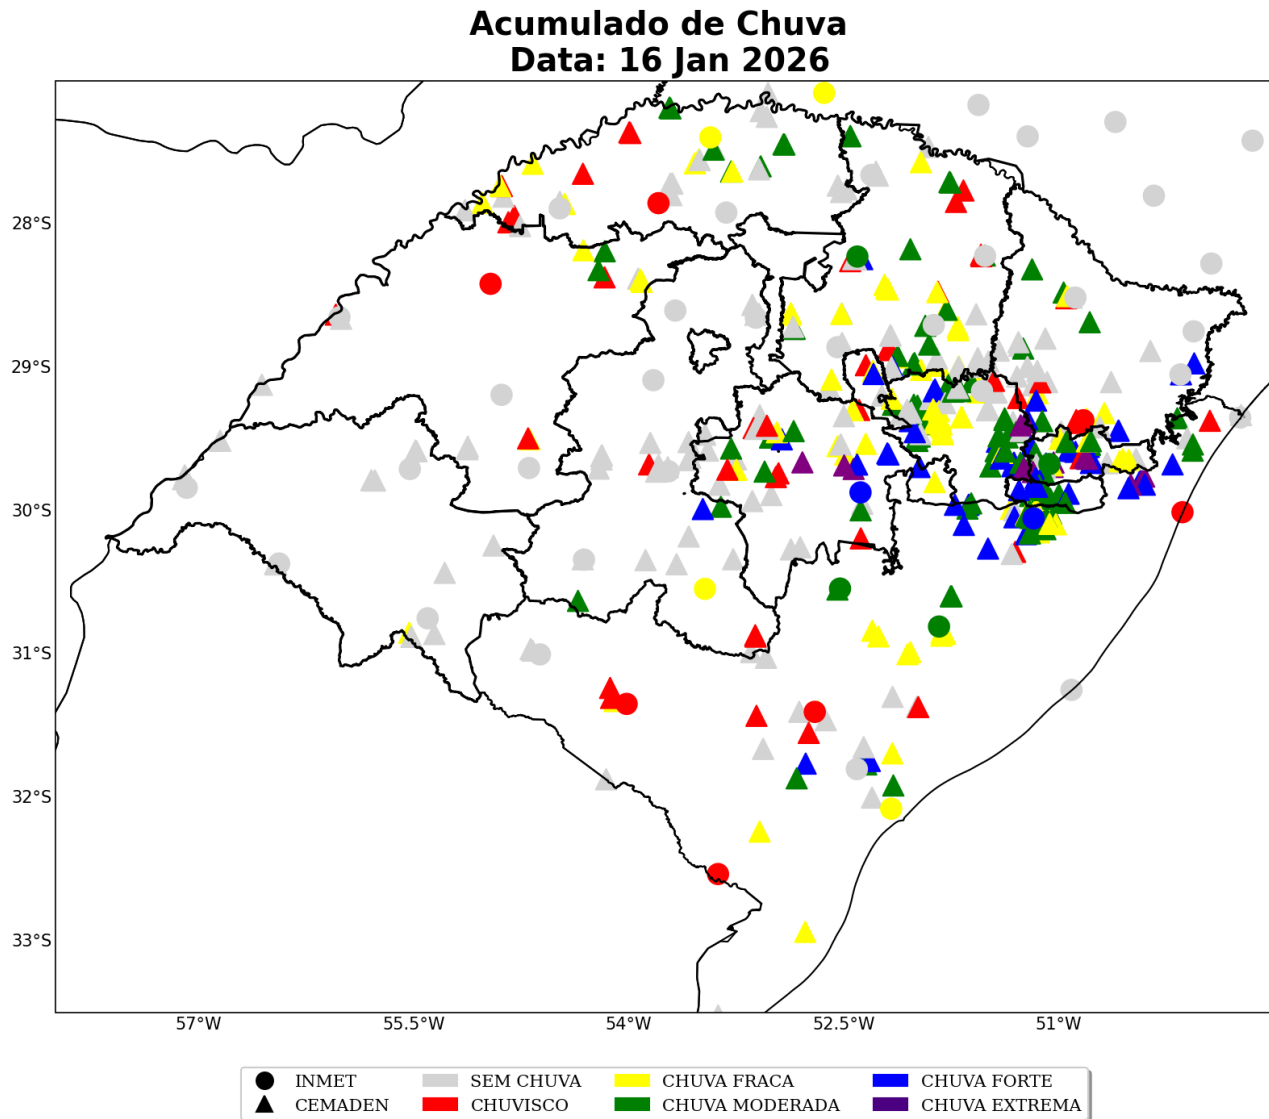 Acumulado de Chuva
Data: 16 Jan 2026
28°S
29°S
30°S
31°S
32°S
33°S
57°W
55.5°W
54°W
52.5°W
51°W
INMET
CEMADEN
SEM CHUVA
CHUVISCO
CHUVA FRACA
CHUVA MODERADA
CHUVA FORTE
CHUVA EXTREMA